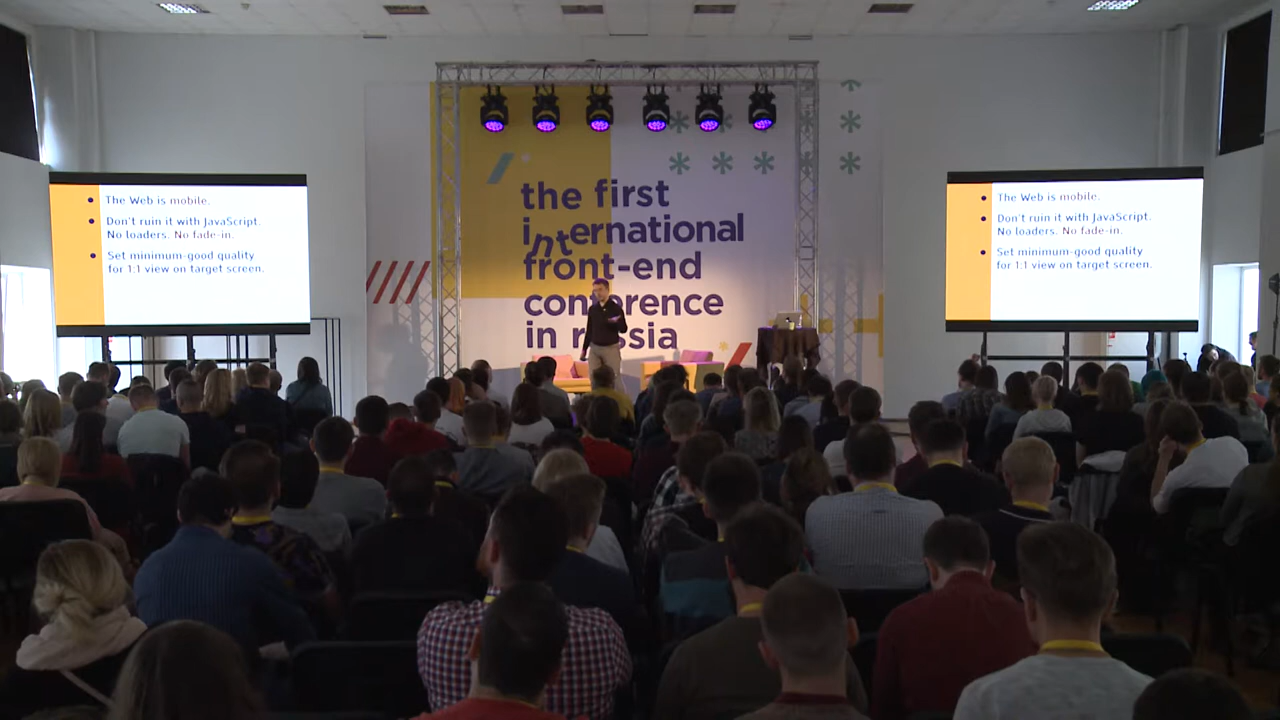 The Web is mobile.
Don't ruin it with JavaScript.
No loaders. No fade-in.
Set minimum-good quality
for 1:1 view on target screen.
the first
international
front-end
conference
in russia
The Web is mobile.
Don't ruin it with JavaScript.
No loaders. No fade-in.
Set minimum-good quality
for 1:1 view on target screen.